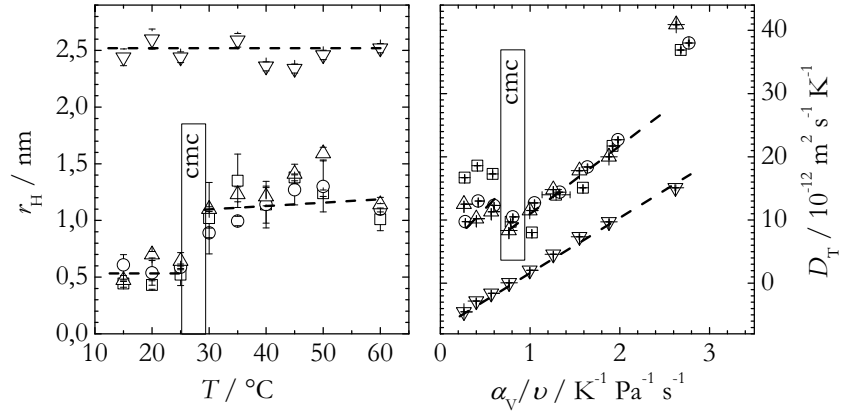 2,5
2,0
1,5
1,0
0,5
0,0
r_H / nm
cmc
10 20 30 40 50 60
T / °C
cmc
0 1 2 3
α_V/υ / K⁻¹ Pa⁻¹ s⁻¹
40
30
20
10
0
D_T / 10⁻¹² m² s⁻¹ K⁻¹